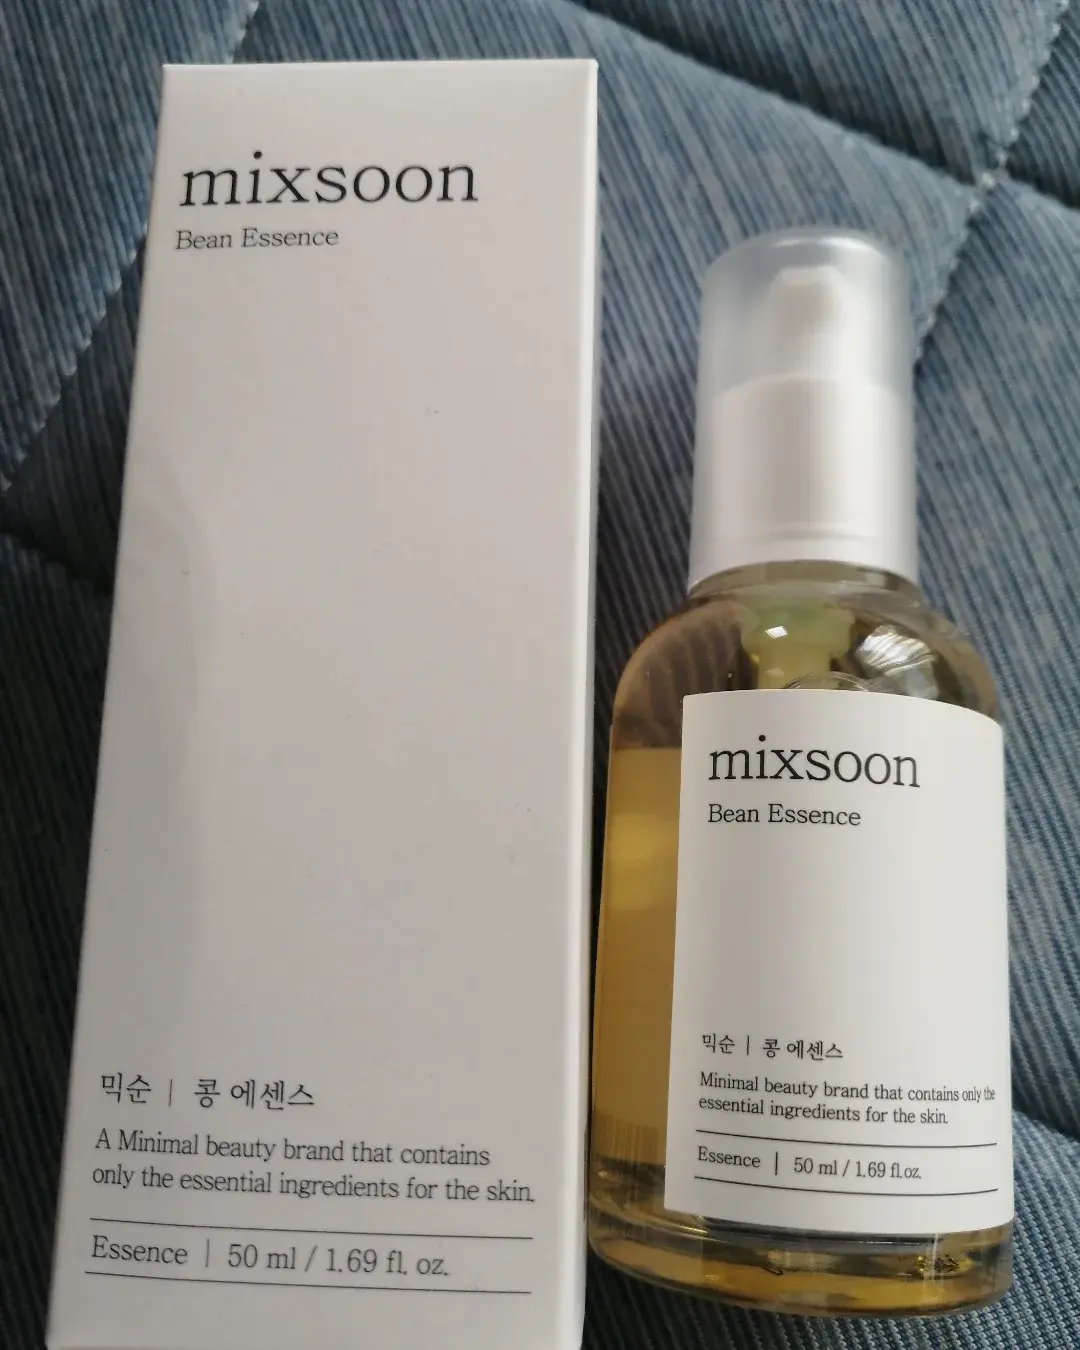 mixsoon
Bean Essence
믹순 | 콩 에센스
A Minimal beauty brand that contains
only the essential ingredients for the skin.
Essence | 50 ml / 1.69 fl. oz.
mixsoon
Bean Essence
믹순 | 콩 에센스
Minimal beauty brand that contains only the
essential ingredients for the skin.
Essence | 50 ml / 1.69 fl.oz.